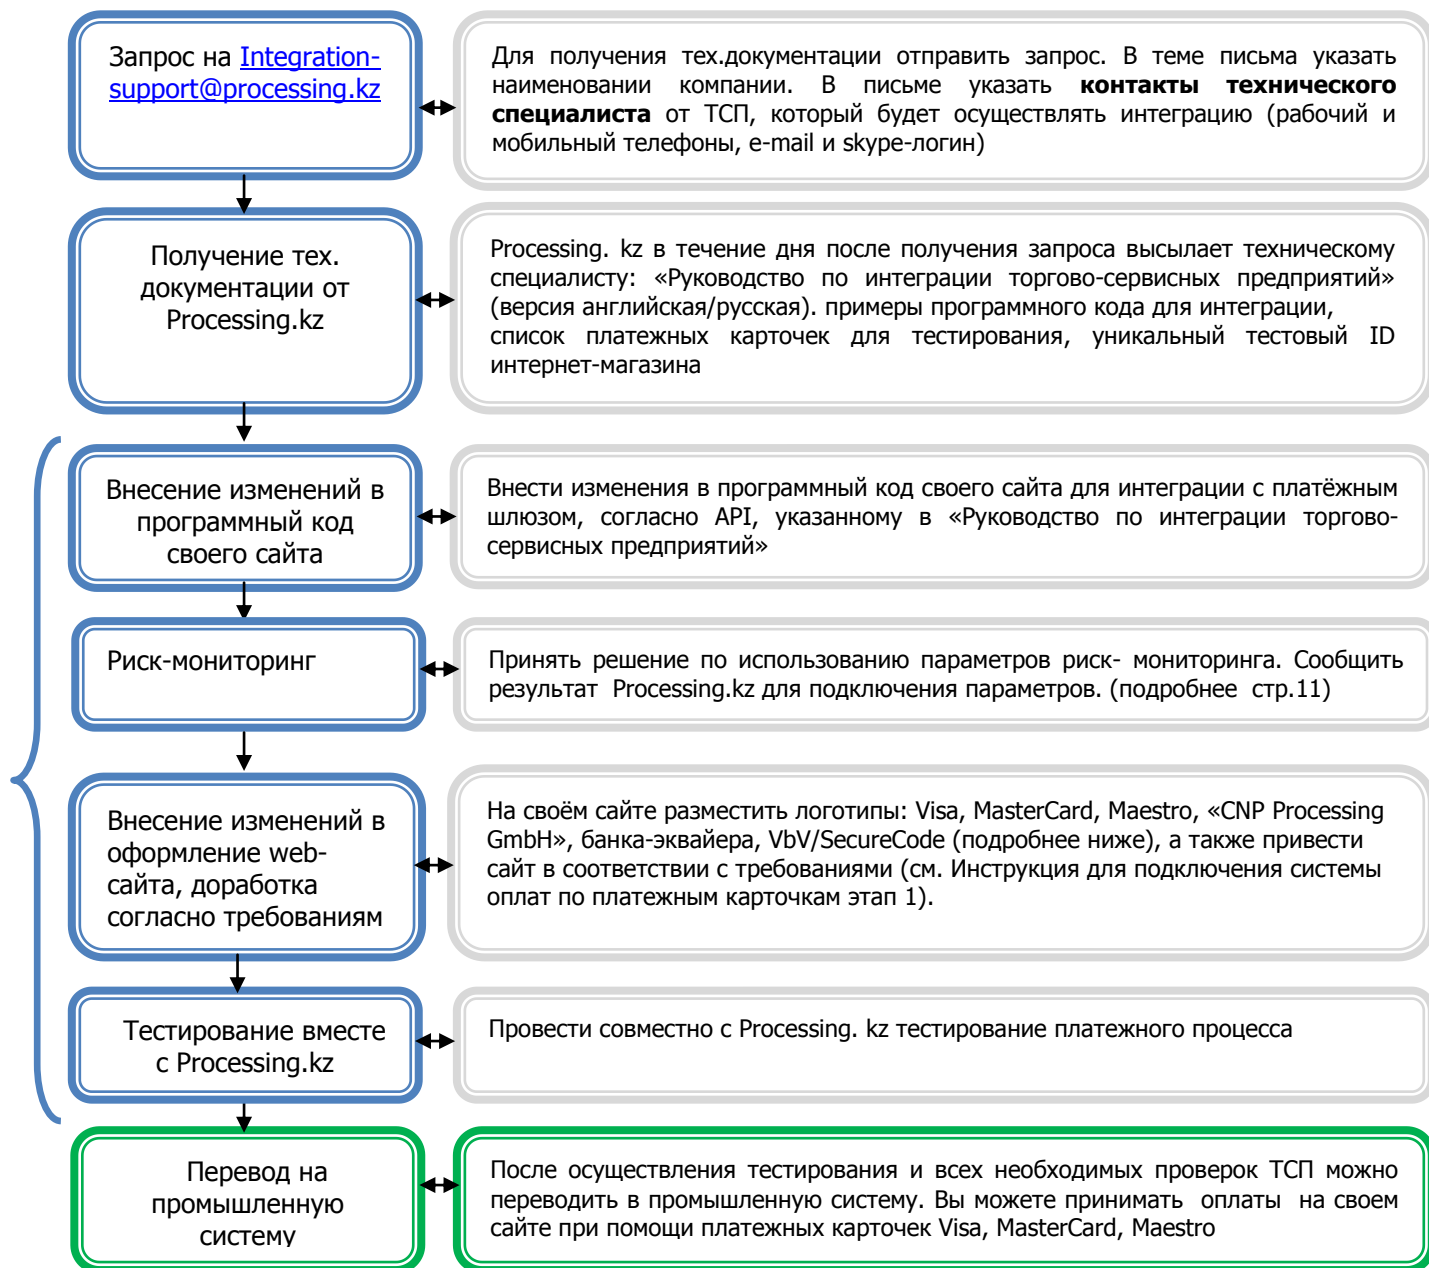 Запрос на Integration-
support@processing.kz
Для получения тех.документации отправить запрос. В теме письма указать
наименовании компании. В письме указать контакты технического
специалиста от ТСП, который будет осуществлять интеграцию (рабочий и
мобильный телефоны, e-mail и skype-логин)
Получение тех.
документации от
Processing.kz
Processing. kz в течение дня после получения запроса высылает техническому
специалисту: «Руководство по интеграции торгово-сервисных предприятий»
(версия английская/русская). примеры программного кода для интеграции,
список платежных карточек для тестирования, уникальный тестовый ID
интернет-магазина
Внесение изменений в
программный код
своего сайта
Внести изменения в программный код своего сайта для интеграции с платёжным
шлюзом, согласно API, указанному в «Руководство по интеграции торгово-
сервисных предприятий»
Риск-мониторинг
Принять решение по использованию параметров риск- мониторинга. Сообщить
результат Processing.kz для подключения параметров. (подробнее стр.11)
Внесение изменений в
оформление web-
сайта, доработка
согласно требованиям
На своём сайте разместить логотипы: Visa, MasterCard, Maestro, «CNP Processing
GmbH», банка-эквайера, VbV/SecureCode (подробнее ниже), а также привести
сайт в соответствии с требованиями (см. Инструкция для подключения системы
оплат по платежным карточкам этап 1).
Тестирование вместе
с Processing.kz
Провести совместно с Processing. kz тестирование платежного процесса
Перевод на
промышленную
систему
После осуществления тестирования и всех необходимых проверок ТСП можно
переводить в промышленную систему. Вы можете принимать оплаты на своем
сайте при помощи платежных карточек Visa, MasterCard, Maestro